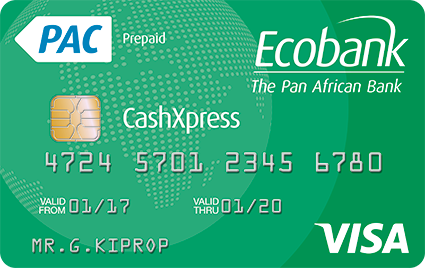 PAC Prepaid
Ecobank
The Pan African Bank
CashXpress
4724 5701 2345 6780
VALID FROM 01/17 VALID THRU 01/20
MR.G.KIPROP
VISA